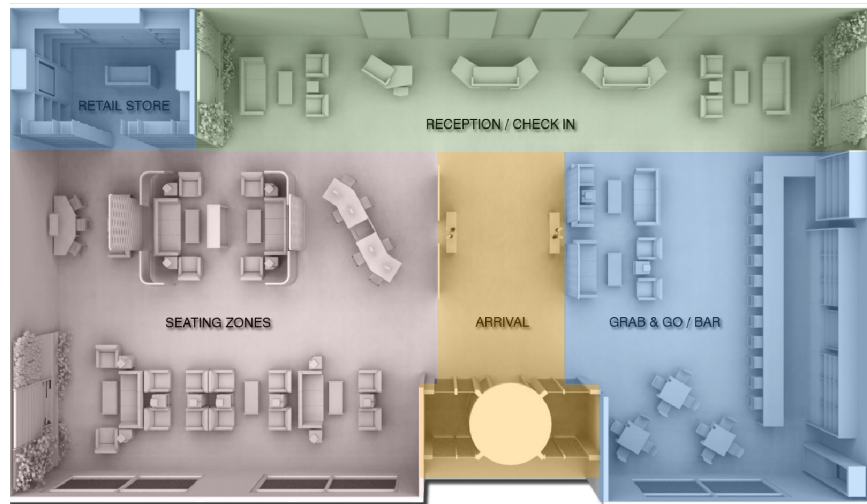 RETAIL STORE
RECEPTION / CHECK IN
SEATING ZONES
ARRIVAL
GRAB & GO / BAR